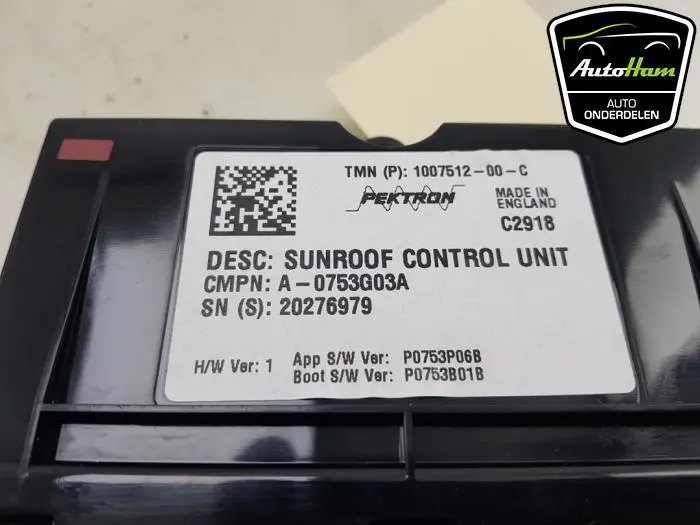 AutoHam
AUTO
ONDERDELEN
TMN (P): 1007512-00-C
PEKTRON
MADE IN
ENGLAND
C2918
DESC: SUNROOF CONTROL UNIT
CMPN: A-0753G03A
SN (S): 20276979
H/W Ver: 1 App S/W Ver: P0753P06B
Boot S/W Ver: P0753B01B